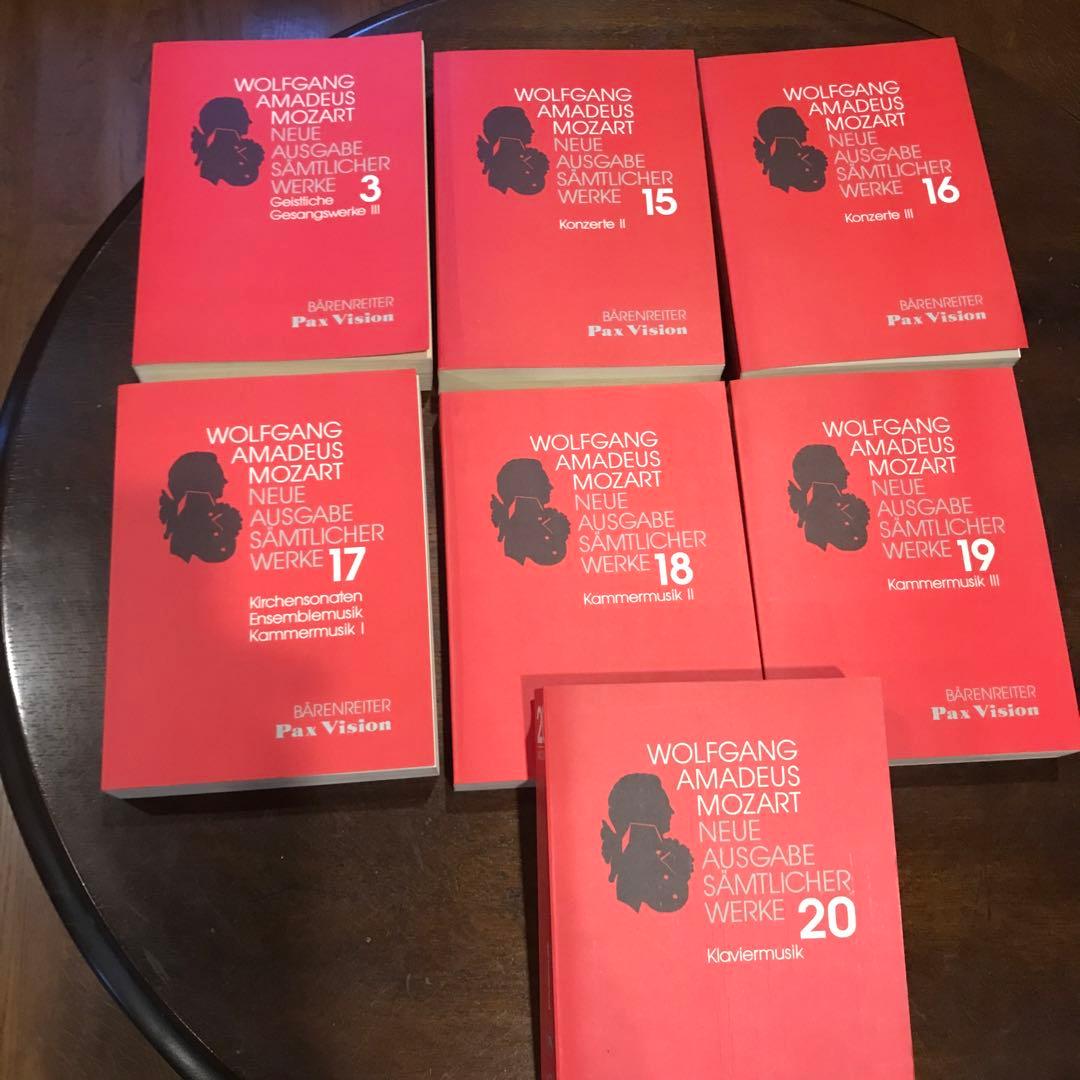 WOLFGANG
AMADEUS
MOZART
NEUE
AUSGABE
SÄMTLICHER
WERKE 3
Geistliche
Gesangswerke III
BÄRENREITER
Pax Vision
WOLFGANG
AMADEUS
MOZART
NEUE
AUSGABE
SÄMTLICHER
WERKE 15
Konzerte II
BÄRENREITER
Pax Vision
WOLFGANG
AMADEUS
MOZART
NEUE
AUSGABE
SÄMTLICHER
WERKE 16
Konzerte III
BÄRENREITER
Pax Vision
WOLFGANG
AMADEUS
MOZART
NEUE
AUSGABE
SÄMTLICHER
WERKE 17
Kirchensonaten
Ensemblemusik
Kammermusik I
BÄRENREITER
Pax Vision
WOLFGANG
AMADEUS
MOZART
NEUE
AUSGABE
SÄMTLICHER
WERKE 18
Kammermusik II
WOLFGANG
AMADEUS
MOZART
NEUE
AUSGABE
SÄMTLICHER
WERKE 19
Kammermusik III
BÄRENREITER
Pax Vision
WOLFGANG
AMADEUS
MOZART
NEUE
AUSGABE
SÄMTLICHER
WERKE 20
Klaviermusik